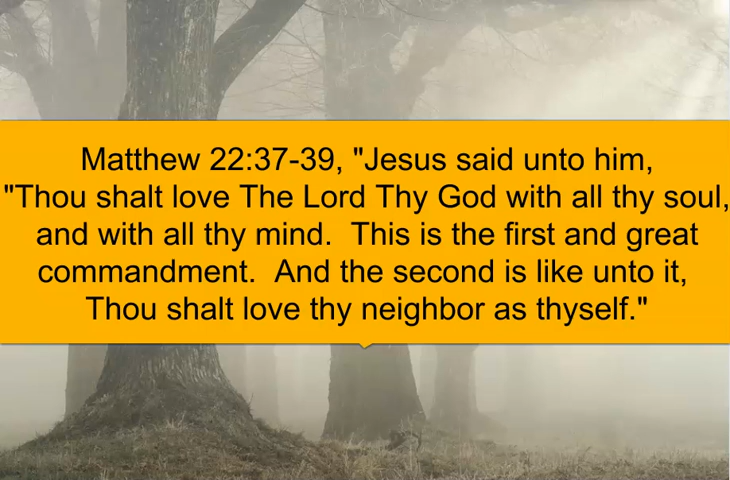 Matthew 22:37-39, "Jesus said unto him,
"Thou shalt love The Lord Thy God with all thy soul,
and with all thy mind.  This is the first and great
commandment.  And the second is like unto it,
Thou shalt love thy neighbor as thyself."